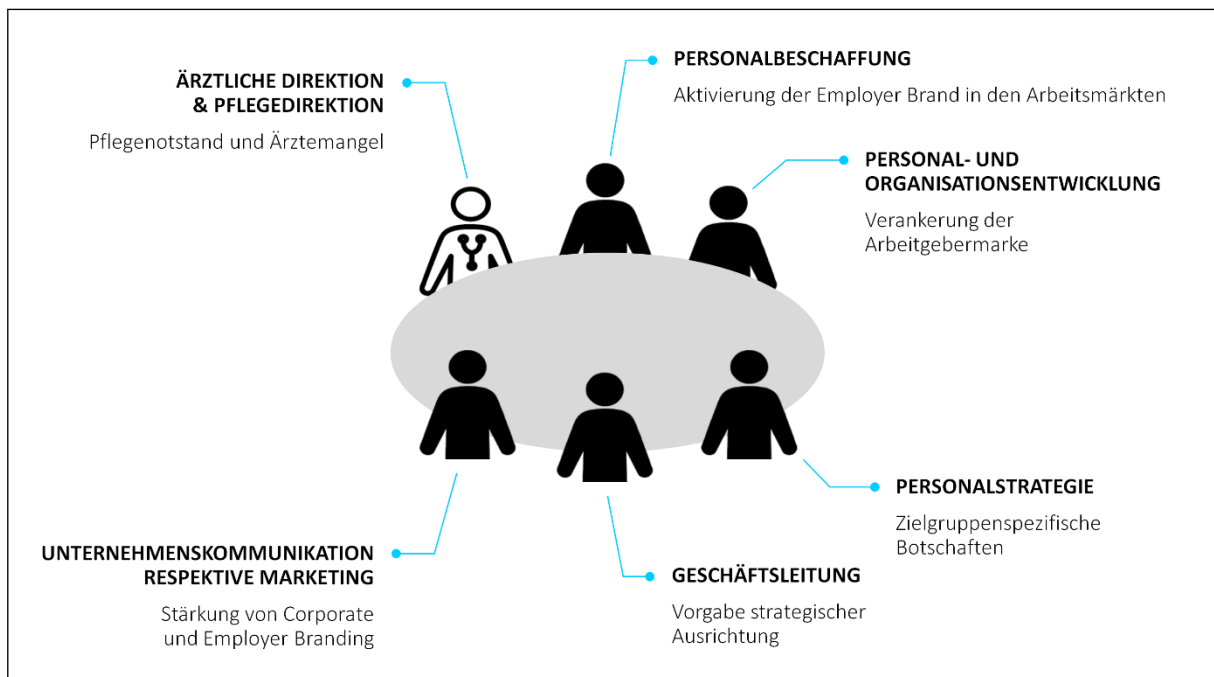 ÄRZTLICHE DIREKTION
& PFLEGEDIREKTION
Pflegenotstand und Ärztemangel
PERSONALBESCHAFFUNG
Aktivierung der Employer Brand in den Arbeitsmärkten
PERSONAL- UND
ORGANISATIONSENTWICKLUNG
Verankerung der
Arbeitgebermarke
PERSONALSTRATEGIE
Zielgruppenspezifische
Botschaften
GESCHÄFTSLEITUNG
Vorgabe strategischer
Ausrichtung
UNTERNEHMENSKOMMUNIKATION
RESPEKTIVE MARKETING
Stärkung von Corporate
und Employer Branding